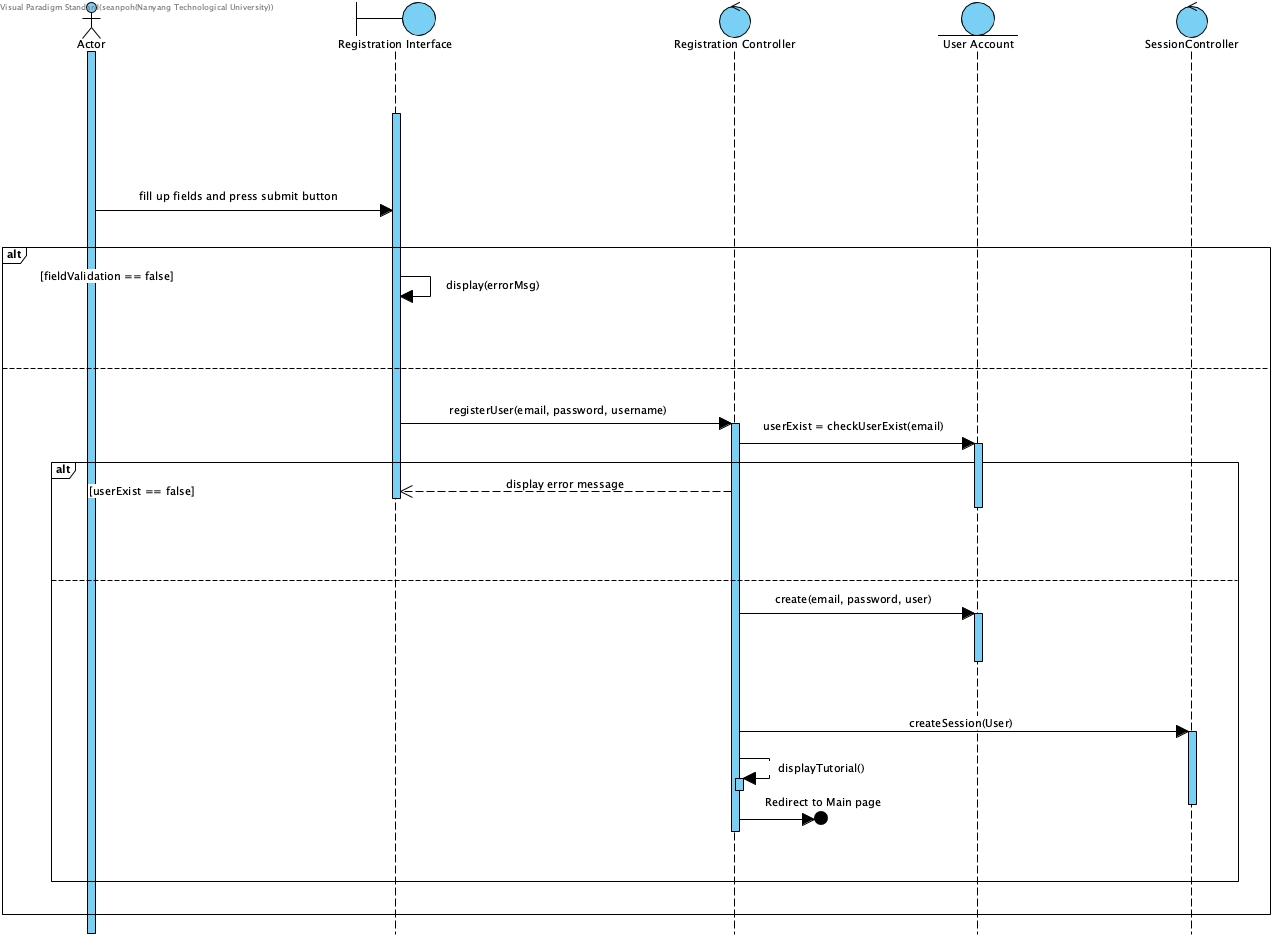 Visual Paradigm Standard(seanpoh(Nanyang Technological University))
Actor
Registration Interface
Registration Controller
User Account
SessionController
fill up fields and press submit button
alt
[fieldValidation == false]
display(errorMsg)
registerUser(email, password, username)
userExist = checkUserExist(email)
alt
[userExist == false]
display error message
create(email, password, user)
createSession(User)
displayTutorial()
Redirect to Main page